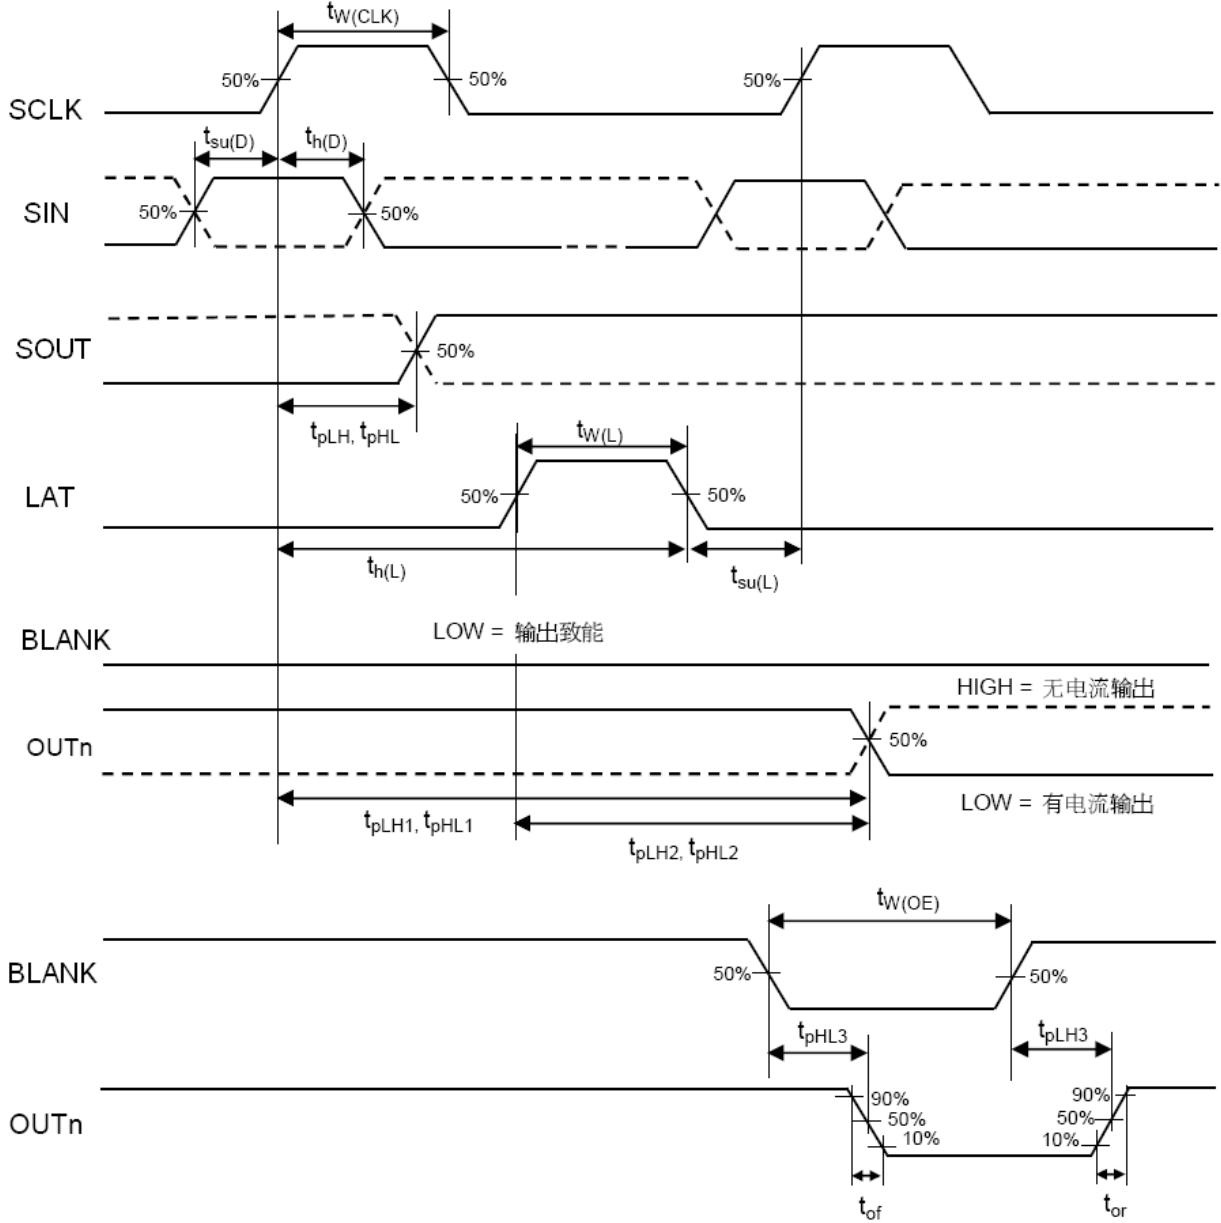 tW(CLK)
50%
50%
50%
SCLK
tsu(D)
th(D)
SIN
50%
50%
SOUT
50%
tpLH, tpHL
tW(L)
LAT
50%
50%
th(L)
tsu(L)
BLANK
LOW = 输出致能
HIGH = 无电流输出
OUTn
50%
LOW = 有电流输出
tpLH1, tpHL1
tpLH2, tpHL2
tW(OE)
BLANK
50%
50%
tpHL3
tpLH3
OUTn
90%
90%
50%
50%
10%
10%
tof
tor